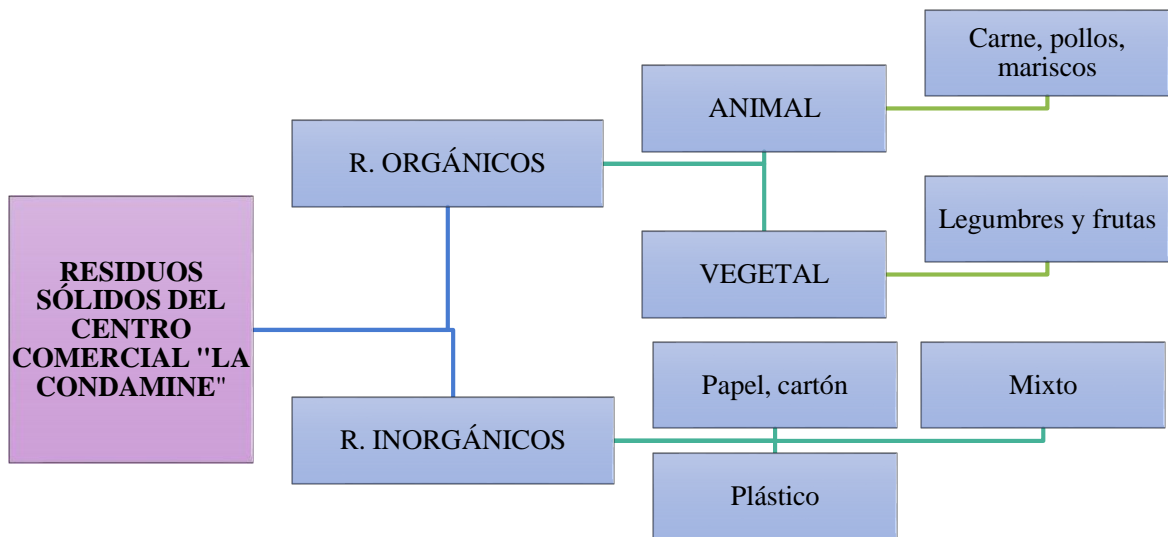 RESIDUOS
SÓLIDOS DEL
CENTRO
COMERCIAL "LA
CONDAMINE"
R. ORGÁNICOS
ANIMAL
Carne, pollos,
mariscos
VEGETAL
Legumbres y frutas
R. INORGÁNICOS
Papel, cartón
Mixto
Plástico